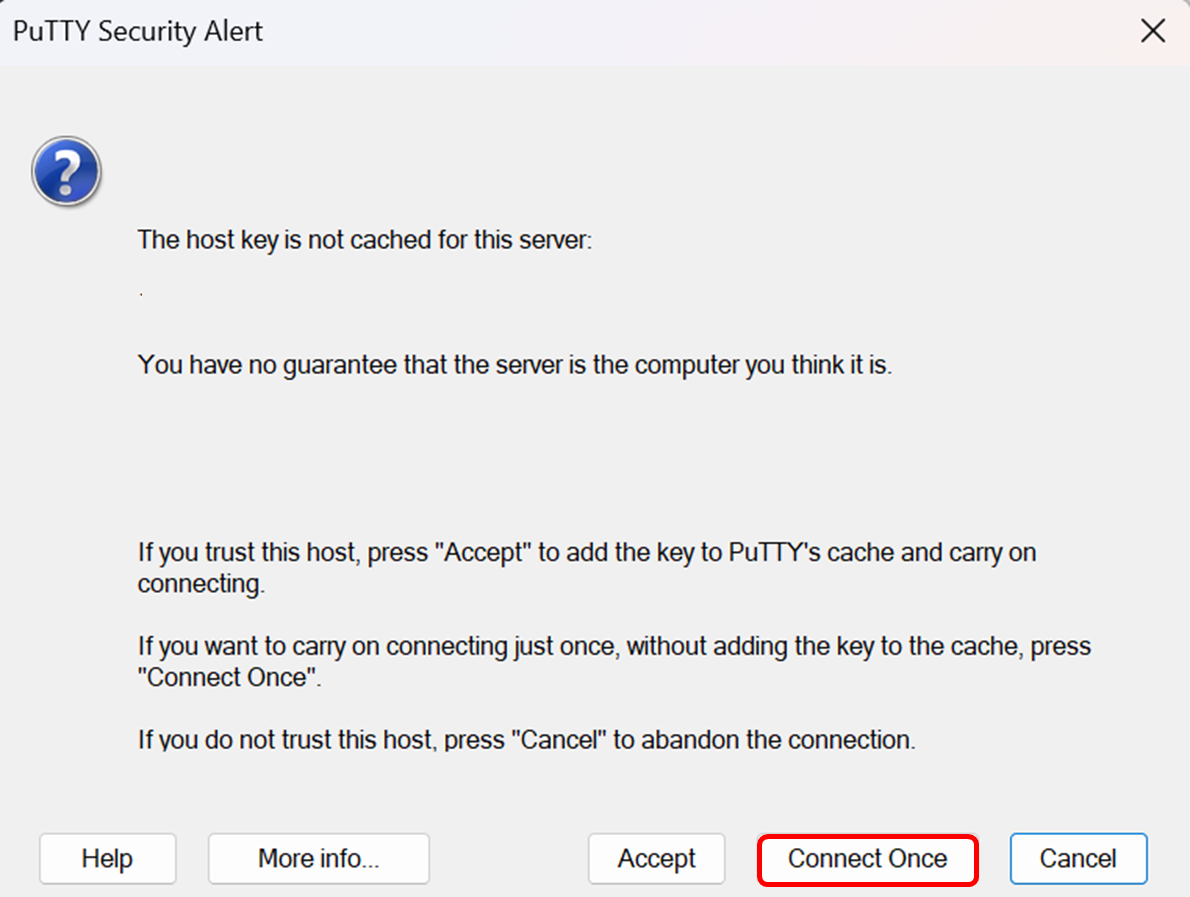 PuTTY Security Alert
The host key is not cached for this server:
.
You have no guarantee that the server is the computer you think it is.
If you trust this host, press "Accept" to add the key to PuTTY's cache and carry on
connecting.
If you want to carry on connecting just once, without adding the key to the cache, press
"Connect Once".
If you do not trust this host, press "Cancel" to abandon the connection.
Help More info... Accept Connect Once Cancel